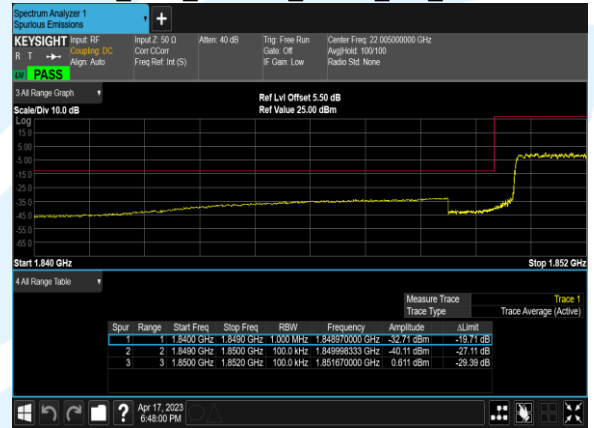 Spectrum Analyzer 1
Spurious Emissions
KEYSIGHT Input: RF Input Z: 50 Ω Atten: 40 dB Trig: Free Run Center Freq: 22.005000000 GHz
R T Coupling: DC Corr CCorr Gate: Off Avg|Hold: 100/100
Align: Auto Freq Ref: Int (S) IF Gain: Low Radio Std: None
PASS
3 All Range Graph
Scale/Div 10.0 dB
Ref Lvl Offset 5.50 dB
Ref Value 25.00 dBm
Log
15.0
5.00
-5.00
-15.0
-25.0
-35.0
-45.0
-55.0
-65.0
Start 1.840 GHz Stop 1.852 GHz
4 All Range Table
Measure Trace Trace 1
Trace Type Trace Average (Active)
Spur Range Start Freq Stop Freq RBW Frequency Amplitude ΔLimit
1 1 1.8400 GHz 1.8490 GHz 1.000 MHz 1.848970000 GHz -32.71 dBm -19.71 dB
2 2 1.8490 GHz 1.8500 GHz 100.0 kHz 1.849998333 GHz -40.11 dBm -27.11 dB
3 3 1.8500 GHz 1.8520 GHz 100.0 kHz 1.851670000 GHz 0.611 dBm -29.39 dB
? Apr 17, 2023
6:48:00 PM